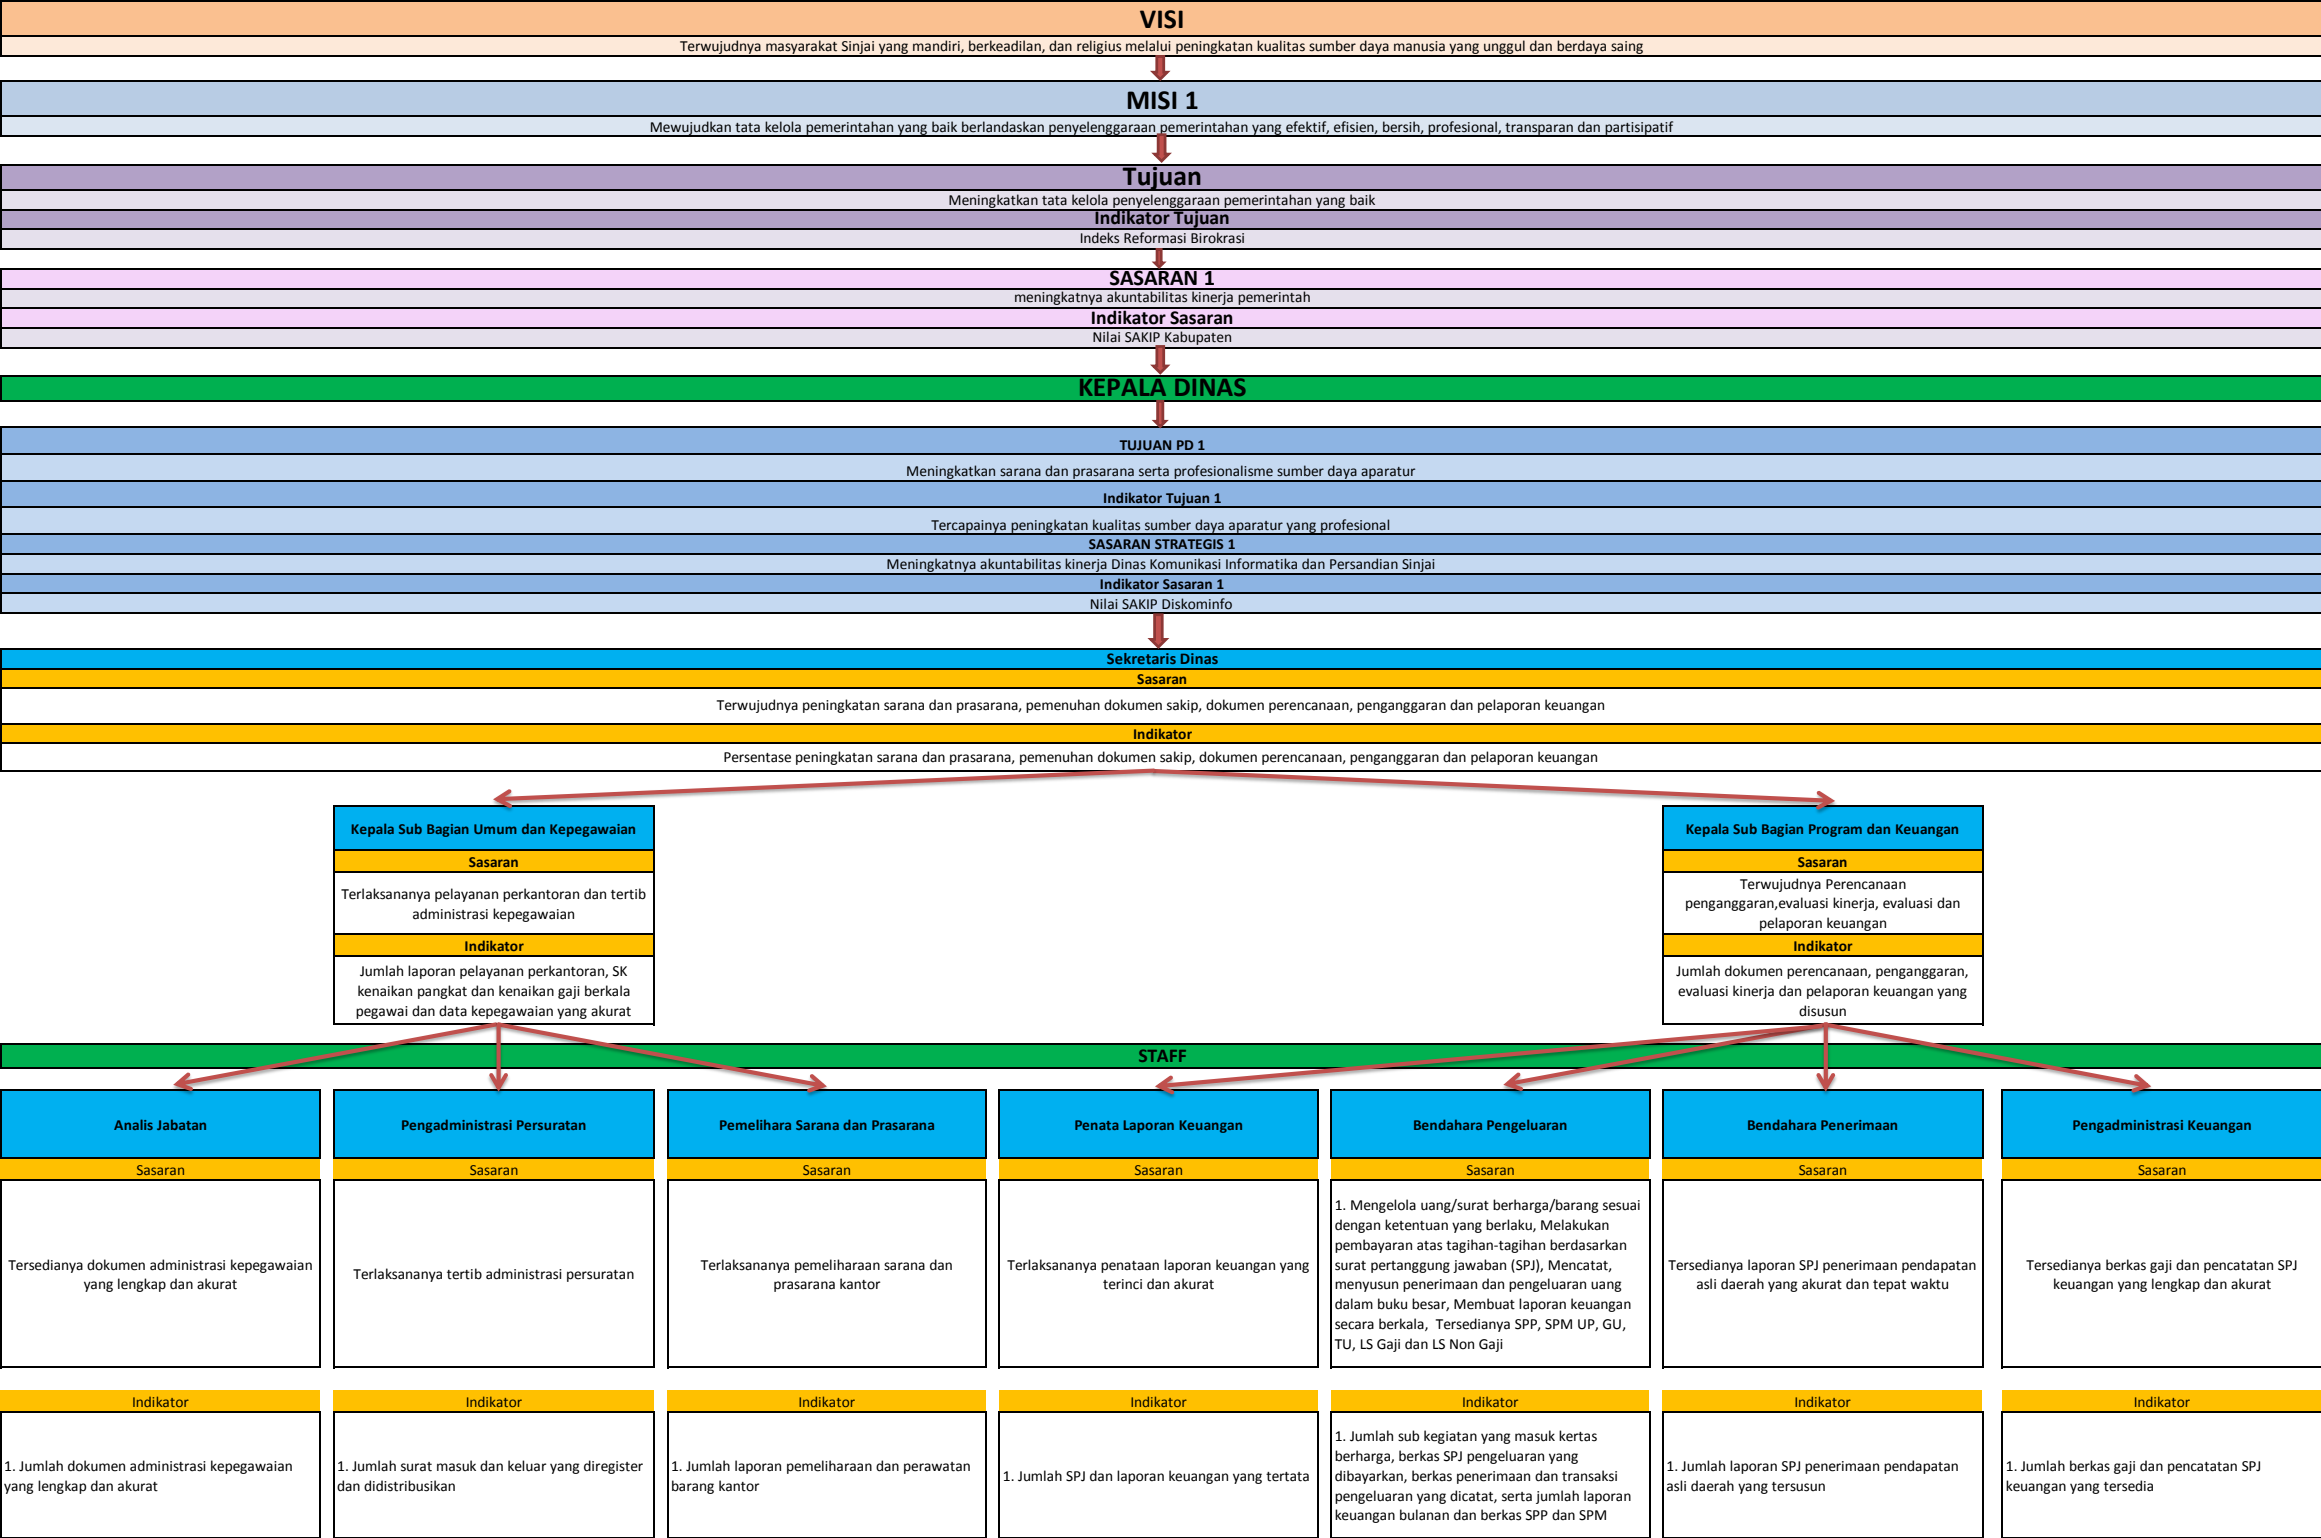 VISI
Terwujudnya masyarakat Sinjai yang mandiri, berkeadilan, dan religius melalui peningkatan kualitas sumber daya manusia yang unggul dan berdaya saing
MISI 1
Mewujudkan tata kelola pemerintahan yang baik berlandaskan penyelenggaraan pemerintahan yang efektif, efisien, bersih, profesional, transparan dan partisipatif
Tujuan
Meningkatkan tata kelola penyelenggaraan pemerintahan yang baik
Indikator Tujuan
Indeks Reformasi Birokrasi
SASARAN 1
meningkatnya akuntabilitas kinerja pemerintah
Indikator Sasaran
Nilai SAKIP Kabupaten
KEPALA DINAS
TUJUAN PD 1
Meningkatkan sarana dan prasarana serta profesionalisme sumber daya aparatur
Indikator Tujuan 1
Tercapainya peningkatan kualitas sumber daya aparatur yang profesional
SASARAN STRATEGIS 1
Meningkatnya akuntabilitas kinerja Dinas Komunikasi Informatika dan Persandian Sinjai
Indikator Sasaran 1
Nilai SAKIP Diskominfo
Sekretaris Dinas
Sasaran
Terwujudnya peningkatan sarana dan prasarana, pemenuhan dokumen sakip, dokumen perencanaan, penganggaran dan pelaporan keuangan
Indikator
Persentase peningkatan sarana dan prasarana, pemenuhan dokumen sakip, dokumen perencanaan, penganggaran dan pelaporan keuangan
Kepala Sub Bagian Umum dan Kepegawaian
Sasaran
Terlaksananya pelayanan perkantoran dan tertib
administrasi kepegawaian
Indikator
Jumlah laporan pelayanan perkantoran, SK
kenaikan pangkat dan kenaikan gaji berkala
pegawai dan data kepegawaian yang akurat
Kepala Sub Bagian Program dan Keuangan
Sasaran
Terwujudnya Perencanaan
penganggaran,evaluasi kinerja, evaluasi dan
pelaporan keuangan
Indikator
Jumlah dokumen perencanaan, penganggaran,
evaluasi kinerja dan pelaporan keuangan yang
disusun
STAFF
Analis Jabatan
Sasaran
Tersedianya dokumen administrasi kepegawaian
yang lengkap dan akurat
Indikator
1. Jumlah dokumen administrasi kepegawaian
yang lengkap dan akurat
Pengadministrasi Persuratan
Sasaran
Terlaksananya tertib administrasi persuratan
Indikator
1. Jumlah surat masuk dan keluar yang diregister
dan didistribusikan
Pemelihara Sarana dan Prasarana
Sasaran
Terlaksananya pemeliharaan sarana dan
prasarana kantor
Indikator
1. Jumlah laporan pemeliharaan dan perawatan
barang kantor
Penata Laporan Keuangan
Sasaran
Terlaksananya penataan laporan keuangan yang
terinci dan akurat
Indikator
1. Jumlah SPJ dan laporan keuangan yang tertata
Bendahara Pengeluaran
Sasaran
1. Mengelola uang/surat berharga/barang sesuai
dengan ketentuan yang berlaku, Melakukan
pembayaran atas tagihan-tagihan berdasarkan
surat pertanggung jawaban (SPJ), Mencatat,
menyusun penerimaan dan pengeluaran uang
dalam buku besar, Membuat laporan keuangan
secara berkala, Tersedianya SPP, SPM UP, GU,
TU, LS Gaji dan LS Non Gaji
Indikator
1. Jumlah sub kegiatan yang masuk kertas
berharga, berkas SPJ pengeluaran yang
dibayarkan, berkas penerimaan dan transaksi
pengeluaran yang dicatat, serta jumlah laporan
keuangan bulanan dan berkas SPP dan SPM
Bendahara Penerimaan
Sasaran
Tersedianya laporan SPJ penerimaan pendapatan
asli daerah yang akurat dan tepat waktu
Indikator
1. Jumlah laporan SPJ penerimaan pendapatan
asli daerah yang tersusun
Pengadministrasi Keuangan
Sasaran
Tersedianya berkas gaji dan pencatatan SPJ
keuangan yang lengkap dan akurat
Indikator
1. Jumlah berkas gaji dan pencatatan SPJ
keuangan yang tersedia